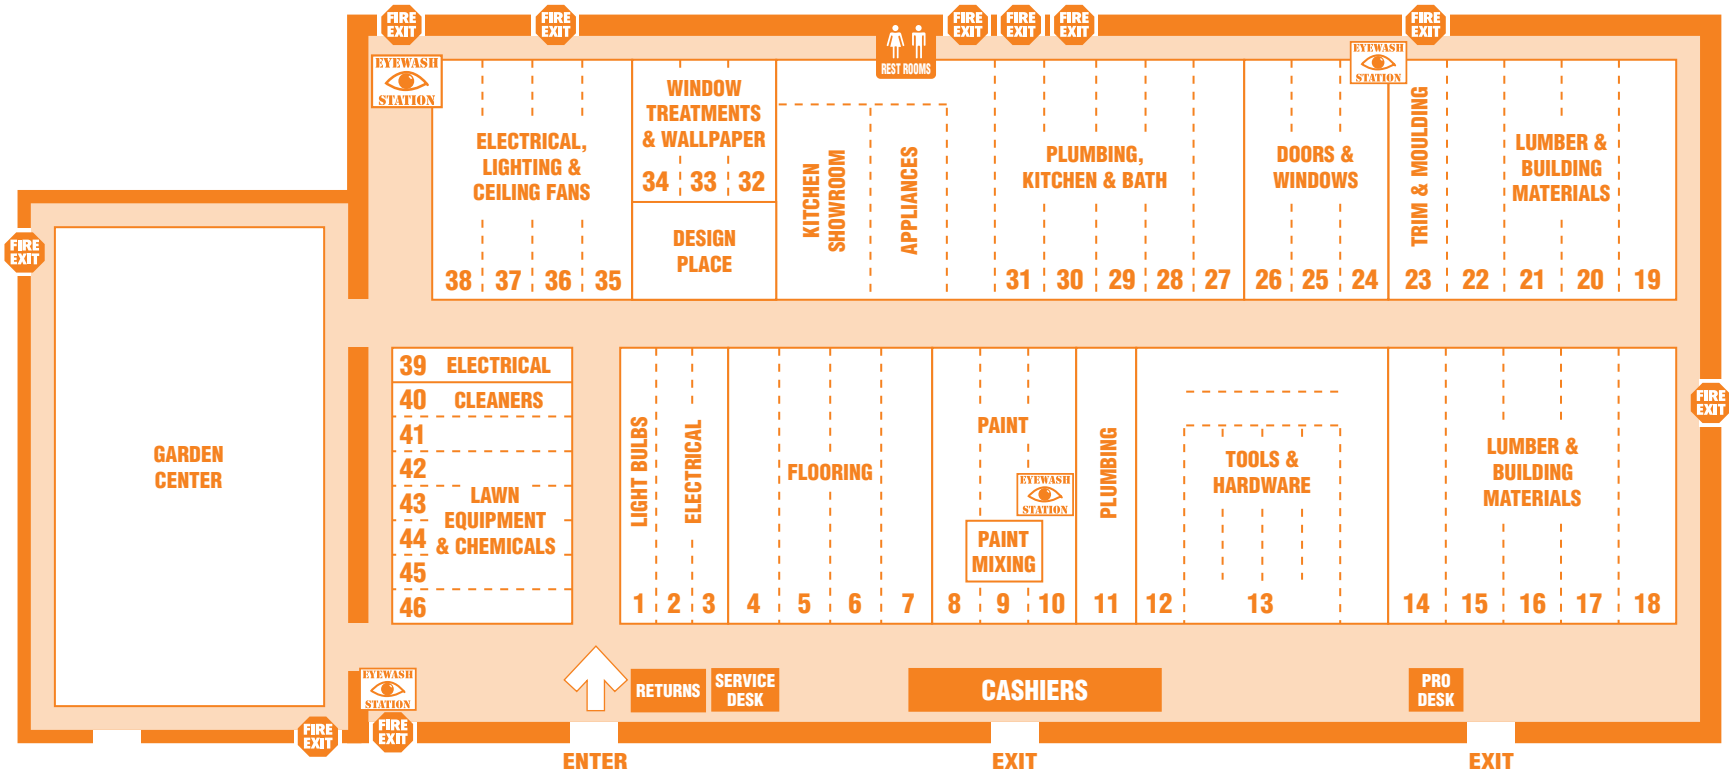 FIRE
EXIT
FIRE
EXIT
FIRE
EXIT
FIRE
EXIT
FIRE
EXIT
FIRE
EXIT
REST ROOMS
EYEWASH
STATION
EYEWASH
STATION
ELECTRICAL,
LIGHTING &
CEILING FANS
38 37 36 35
WINDOW
TREATMENTS
& WALLPAPER
34 33 32
DESIGN
PLACE
KITCHEN
SHOWROOM
APPLIANCES
PLUMBING,
KITCHEN & BATH
31 30 29 28 27
DOORS &
WINDOWS
26 25 24
TRIM & MOULDING
LUMBER &
BUILDING
MATERIALS
23 22 21 20 19
FIRE
EXIT
GARDEN
CENTER
39 ELECTRICAL
40 CLEANERS
41
42
43
44
45
46
LAWN
EQUIPMENT
& CHEMICALS
LIGHT BULBS
ELECTRICAL
1 2 3
FLOORING
4 5 6 7
PAINT
EYEWASH
STATION
PAINT
MIXING
8 9 10
PLUMBING
11
TOOLS &
HARDWARE
12 13
LUMBER &
BUILDING
MATERIALS
14 15 16 17 18
FIRE
EXIT
EYEWASH
STATION
FIRE
EXIT
FIRE
EXIT
RETURNS
SERVICE
DESK
CASHIERS
PRO
DESK
ENTER
EXIT
EXIT